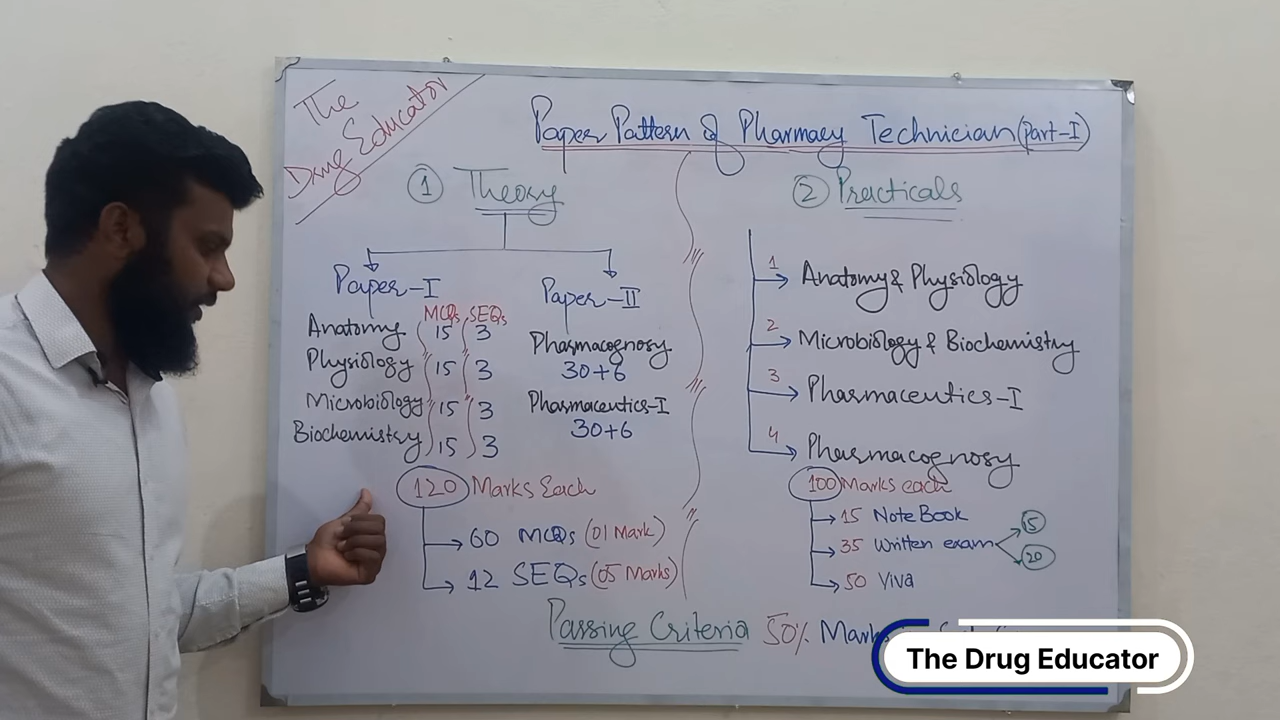 The
Drug Educator
Paper Pattern of Pharmacy Technician (Part-I)
1 Theory
Paper-I
MCQs SEQs
Anatomy 15 3
Physiology 15 3
Microbiology 15 3
Biochemistry 15 3
Paper-II
Pharmacognosy
30+6
Pharmaceutics-I
30+6
120 Marks Each
60 MCQs (01 Mark)
12 SEQs (05 Marks)
2 Practicals
1 Anatomy & Physiology
2 Microbiology & Biochemistry
3 Pharmaceutics-I
4 Pharmacognosy
100 Marks each
15 NoteBook
35 Written exam 15 20
50 Viva
Passing Criteria 50% Marks
The Drug Educator